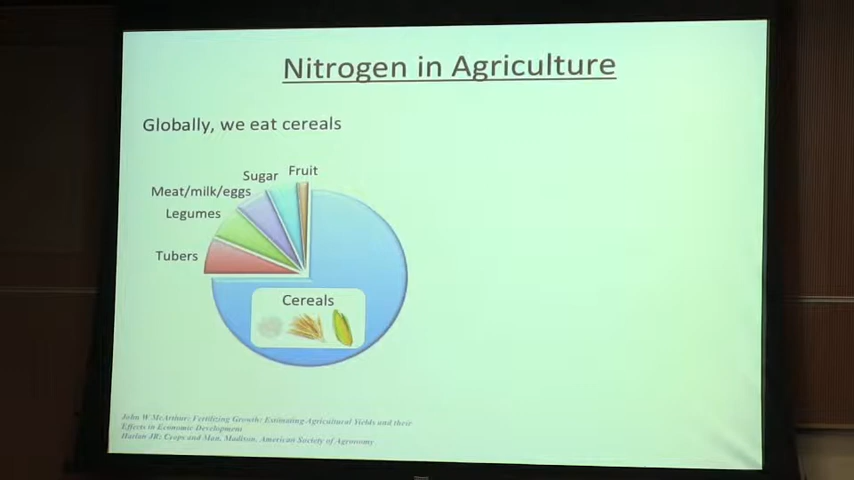 Nitrogen in Agriculture
Globally, we eat cereals
Sugar Fruit
Meat/milk/eggs
Legumes
Tubers
Cereals
John W McArthur; Fertilizing Growth: Estimating Agricultural Yields and their
Effects in Economic Development
Harlan JR; Crops and Man, Madison, American Society of Agronomy